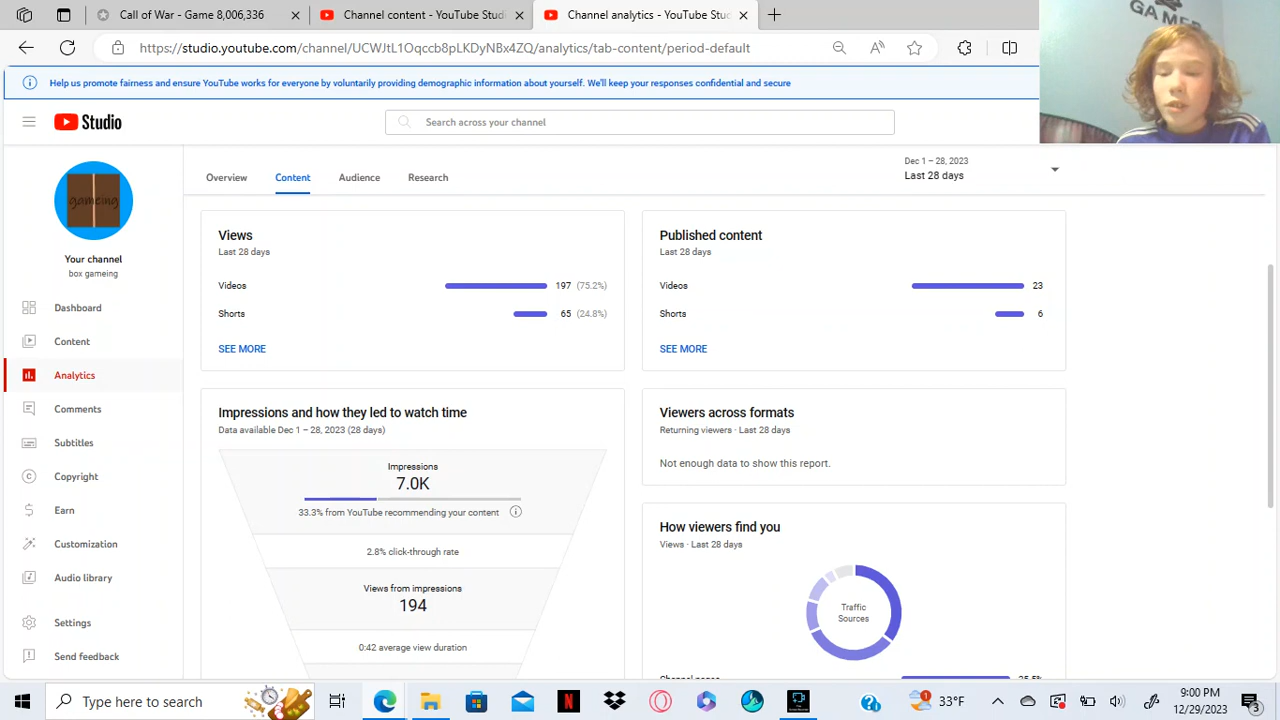 Call of War - Game 8,006,336
Channel content - YouTube Studi
Channel analytics - YouTube Stu
https://studio.youtube.com/channel/UCWJtL1Oqccb8pLKDyNBx4ZQ/analytics/tab-content/period-default
GAMER
Help us promote fairness and ensure YouTube works for everyone by voluntarily providing demographic information about yourself. We'll keep your responses confidential and secure
Studio
Search across your channel
gameing
Your channel
box gameing
Dashboard
Content
Analytics
Comments
Subtitles
Copyright
Earn
Customization
Audio library
Settings
Send feedback
Overview
Content
Audience
Research
Dec 1 – 28, 2023
Last 28 days
Views
Last 28 days
Videos 197 (75.2%)
Shorts 65 (24.8%)
SEE MORE
Published content
Last 28 days
Videos 23
Shorts 6
SEE MORE
Impressions and how they led to watch time
Data available Dec 1 – 28, 2023 (28 days)
Impressions
7.0K
33.3% from YouTube recommending your content
2.8% click-through rate
Views from impressions
194
0:42 average view duration
Viewers across formats
Returning viewers · Last 28 days
Not enough data to show this report.
How viewers find you
Views · Last 28 days
Traffic
Sources
Type here to search
33°F
9:00 PM
12/29/2023
3